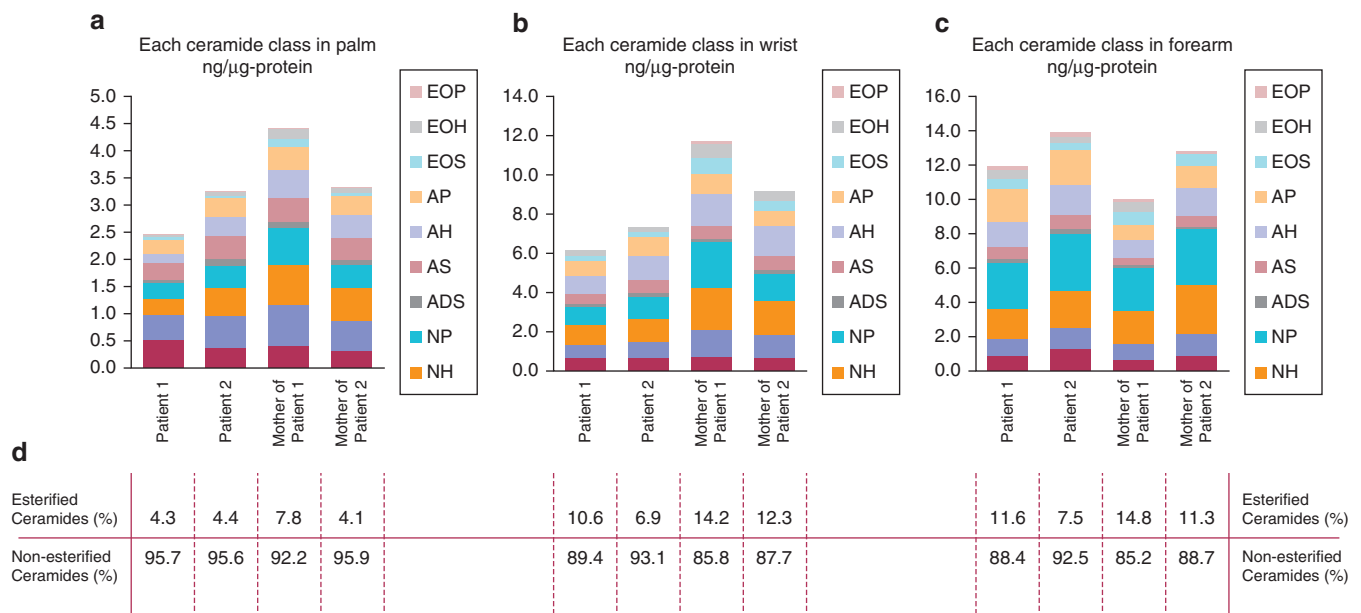 a
Each ceramide class in palm
ng/μg-protein
5.0
4.5
4.0
3.5
3.0
2.5
2.0
1.5
1.0
0.5
0.0
Patient 1
Patient 2
Mother of
Patient 1
Mother of
Patient 2
EOP
EOH
EOS
AP
AH
AS
ADS
NP
NH
b
Each ceramide class in wrist
ng/μg-protein
14.0
12.0
10.0
8.0
6.0
4.0
2.0
0.0
Patient 1
Patient 2
Mother of
Patient 1
Mother of
Patient 2
EOP
EOH
EOS
AP
AH
AS
ADS
NP
NH
c
Each ceramide class in forearm
ng/μg-protein
16.0
14.0
12.0
10.0
8.0
6.0
4.0
2.0
0.0
Patient 1
Patient 2
Mother of
Patient 1
Mother of
Patient 2
EOP
EOH
EOS
AP
AH
AS
ADS
NP
NH
d
Esterified
Ceramides (%)
4.3 4.4 7.8 4.1 10.6 6.9 14.2 12.3 11.6 7.5 14.8 11.3
Esterified
Ceramides (%)
Non-esterified
Ceramides (%)
95.7 95.6 92.2 95.9 89.4 93.1 85.8 87.7 88.4 92.5 85.2 88.7
Non-esterified
Ceramides (%)